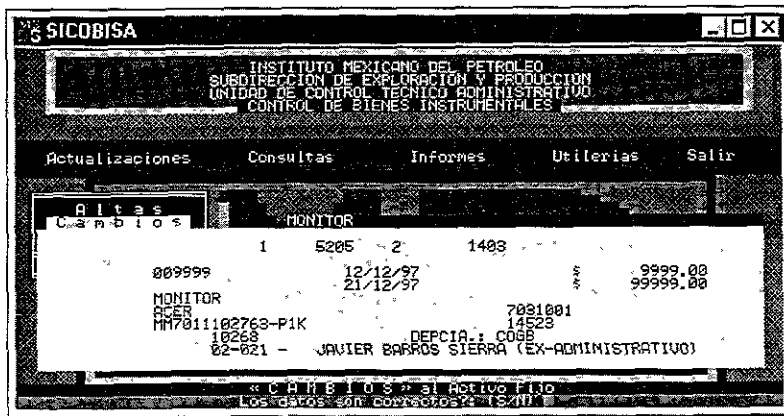 SICOBISA
INSTITUTO MEXICANO DEL PETROLEO
SUBDIRECCION DE EXPLORACION Y PRODUCCION
UNIDAD DE CONTROL TECNICO ADMINISTRATIVO
CONTROL DE BIENES INSTRUMENTALES
Actualizaciones Consultas Informes Utilerias Salir
Altas
Cambios
MONITOR
1 5205 2 1403
009999 12/12/97 $ 9999.00
21/12/97 $ 99999.00
MONITOR
ACER 7031001
MM7011102763-P1K 14523
10263 DEPCIA.: COGB
02-021 - JAVIER BARROS SIERRA (EX-ADMINISTRATIVO)
« C A M B I O S » al Activo Fijo
Los datos son correctos?: [S/N]